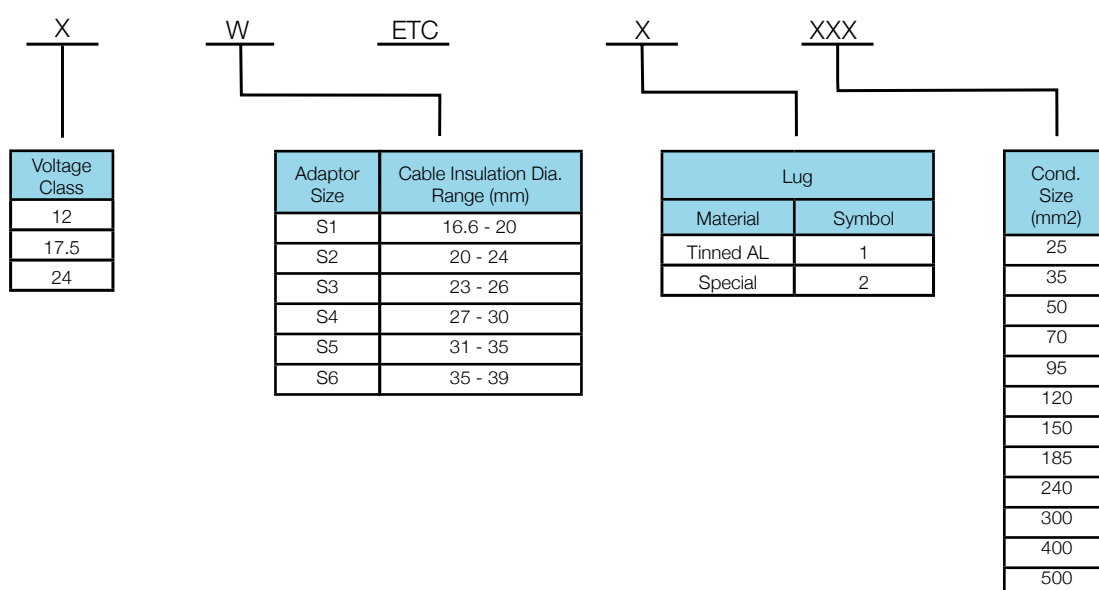 X W ETC X XXX
Voltage
Class
12
17.5
24
Adaptor
Size
Cable Insulation Dia.
Range (mm)
S1 16.6 - 20
S2 20 - 24
S3 23 - 26
S4 27 - 30
S5 31 - 35
S6 35 - 39
Lug
Material Symbol
Tinned AL 1
Special 2
Cond.
Size
(mm2)
25
35
50
70
95
120
150
185
240
300
400
500